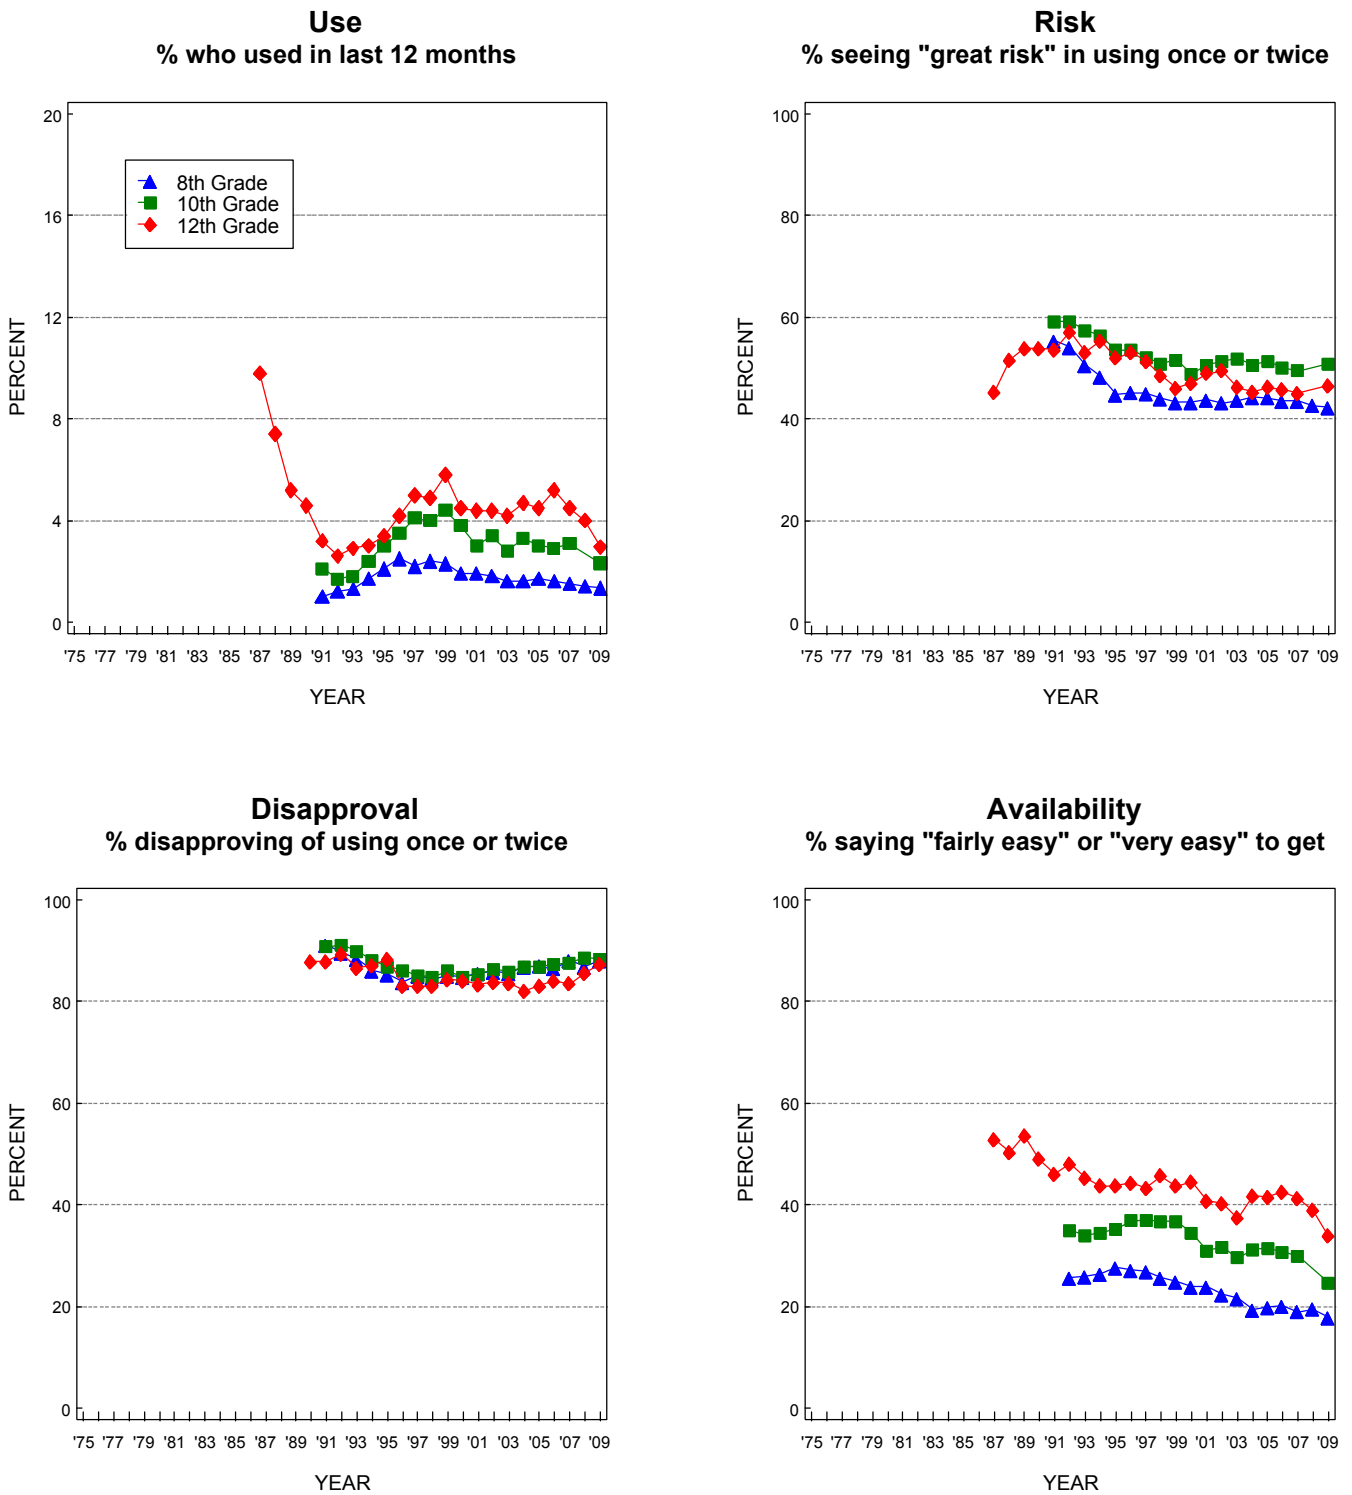 Use
% who used in last 12 months
20
16
12
8
4
0
PERCENT
8th Grade
10th Grade
12th Grade
'75 '77 '79 '81 '83 '85 '87 '89 '91 '93 '95 '97 '99 '01 '03 '05 '07 '09
YEAR
Risk
% seeing "great risk" in using once or twice
100
80
60
40
20
0
PERCENT
'75 '77 '79 '81 '83 '85 '87 '89 '91 '93 '95 '97 '99 '01 '03 '05 '07 '09
YEAR
Disapproval
% disapproving of using once or twice
100
80
60
40
20
0
PERCENT
'75 '77 '79 '81 '83 '85 '87 '89 '91 '93 '95 '97 '99 '01 '03 '05 '07 '09
YEAR
Availability
% saying "fairly easy" or "very easy" to get
100
80
60
40
20
0
PERCENT
'75 '77 '79 '81 '83 '85 '87 '89 '91 '93 '95 '97 '99 '01 '03 '05 '07 '09
YEAR